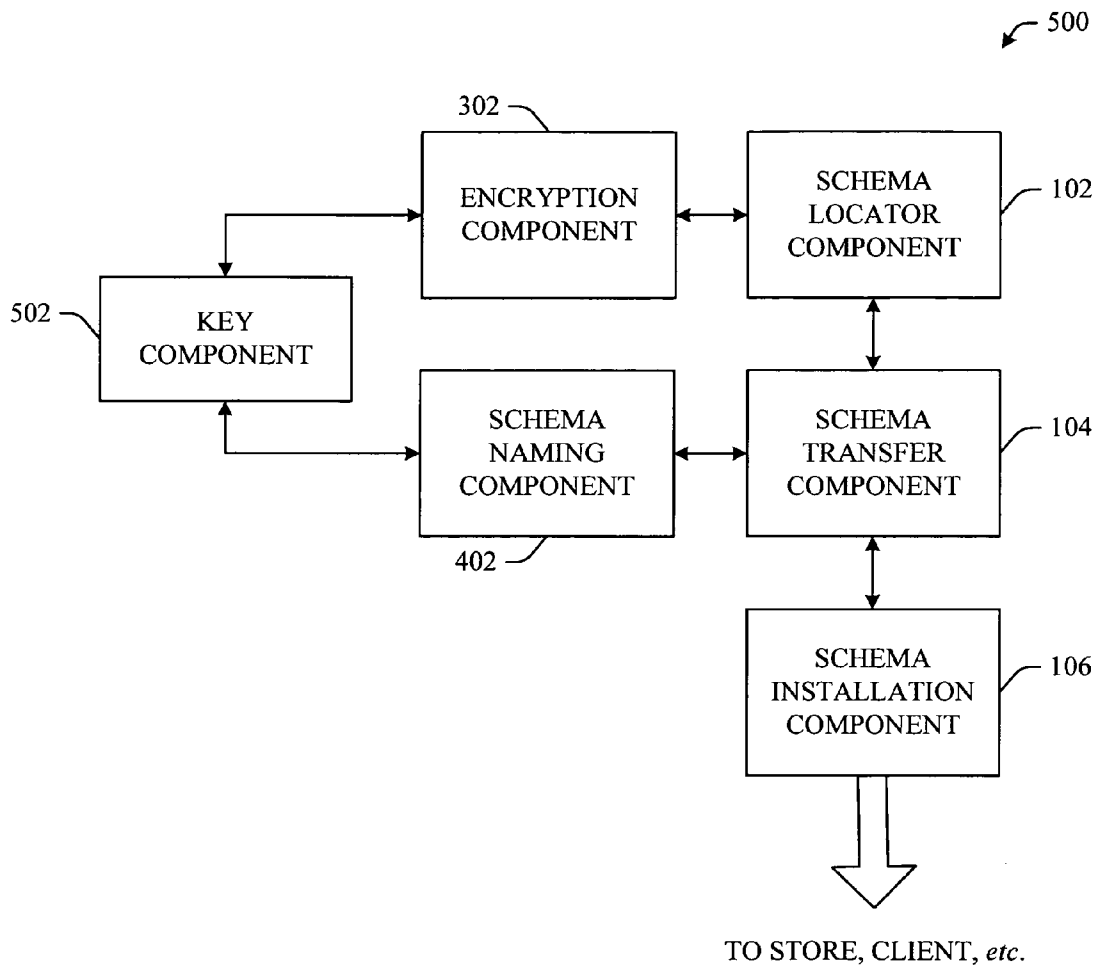 500
302
ENCRYPTION
COMPONENT
SCHEMA
LOCATOR
COMPONENT
102
502
KEY
COMPONENT
SCHEMA
NAMING
COMPONENT
402
SCHEMA
TRANSFER
COMPONENT
104
SCHEMA
INSTALLATION
COMPONENT
106
TO STORE, CLIENT, etc.